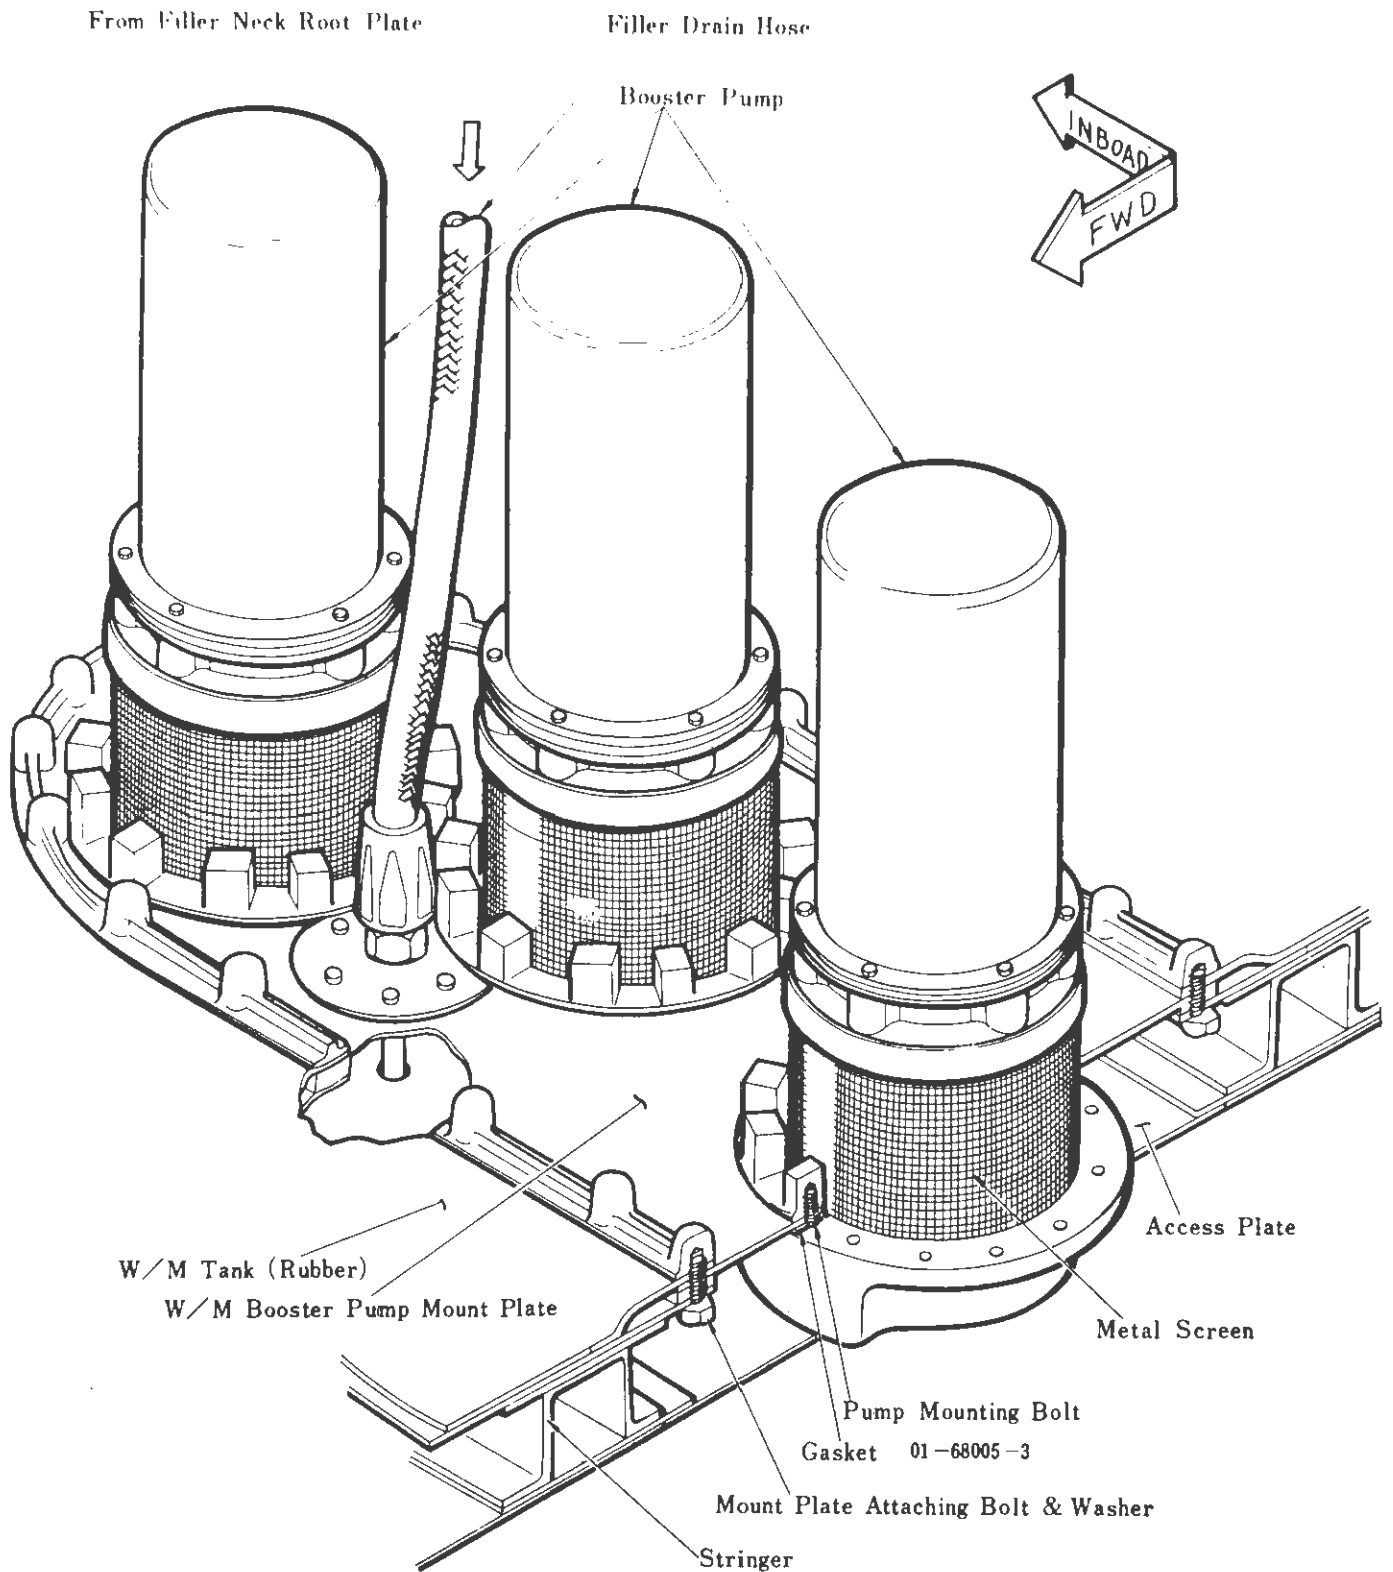 From Filler Neck Root Plate
Filler Drain Hose
Booster Pump
INBOAD
FWD
Access Plate
W/M Tank (Rubber)
W/M Booster Pump Mount Plate
Metal Screen
Pump Mounting Bolt
Gasket 01-68005-3
Mount Plate Attaching Bolt & Washer
Stringer